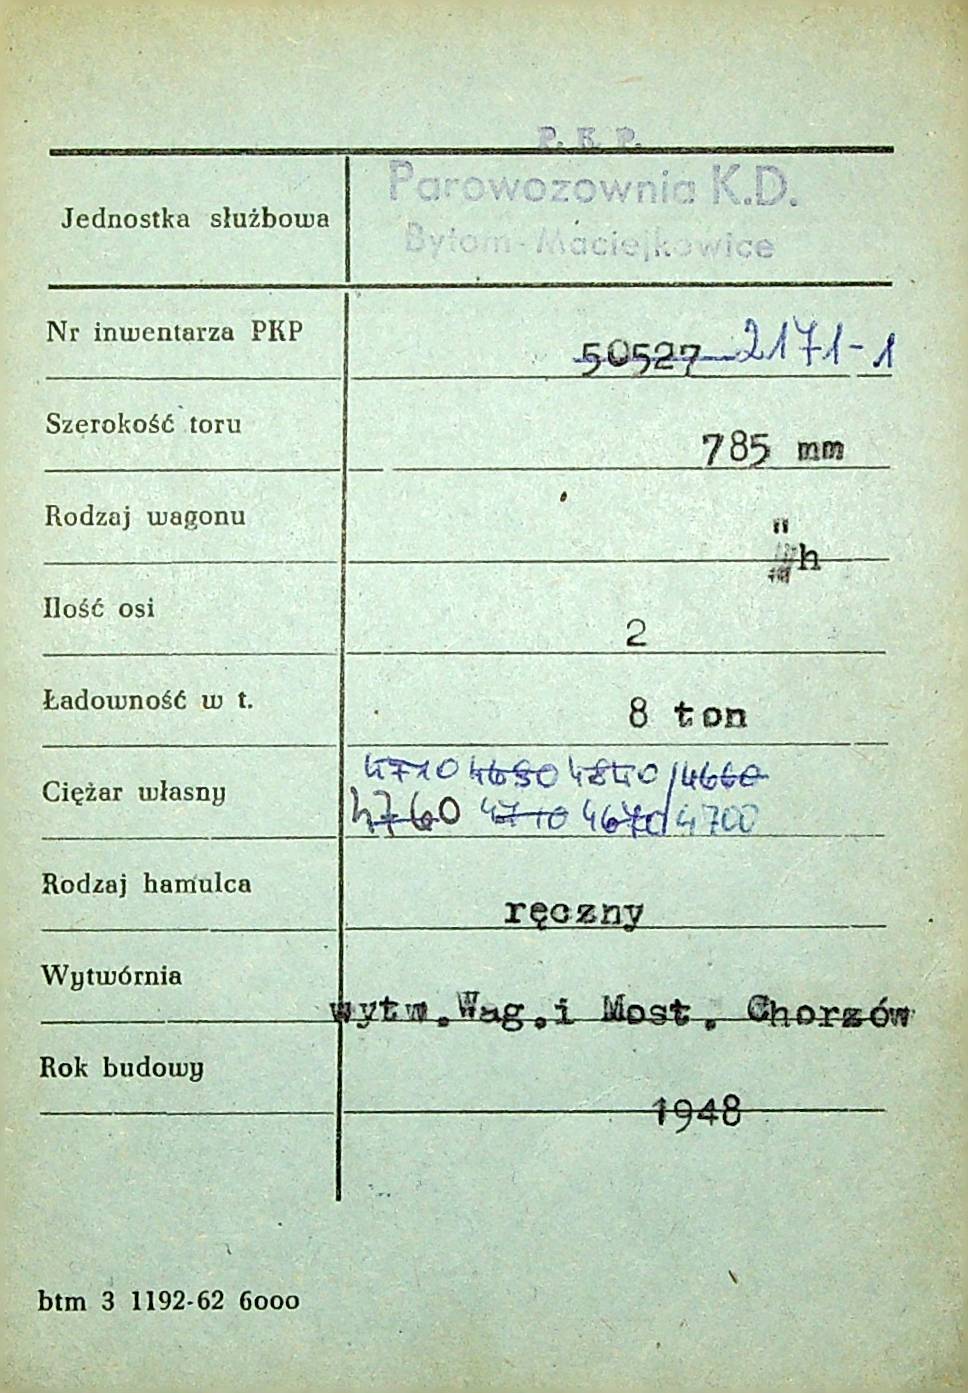 P. K. P.
Jednostka służbowa Parowozownia K.D.
Bytom-Maciejkowice
Nr inwentarza PKP 50527 2171-1
Szerokość toru 785 mm
Rodzaj wagonu "h
Ilość osi 2
Ładowność w t. 8 ton
4710 4690 4840 4660
Ciężar własny 4760 4710 4670 4700
Rodzaj hamulca ręczny
Wytwórnia wytw.Wag.i Most. Chorzów
Rok budowy 1948
btm 3 1192-62 6000